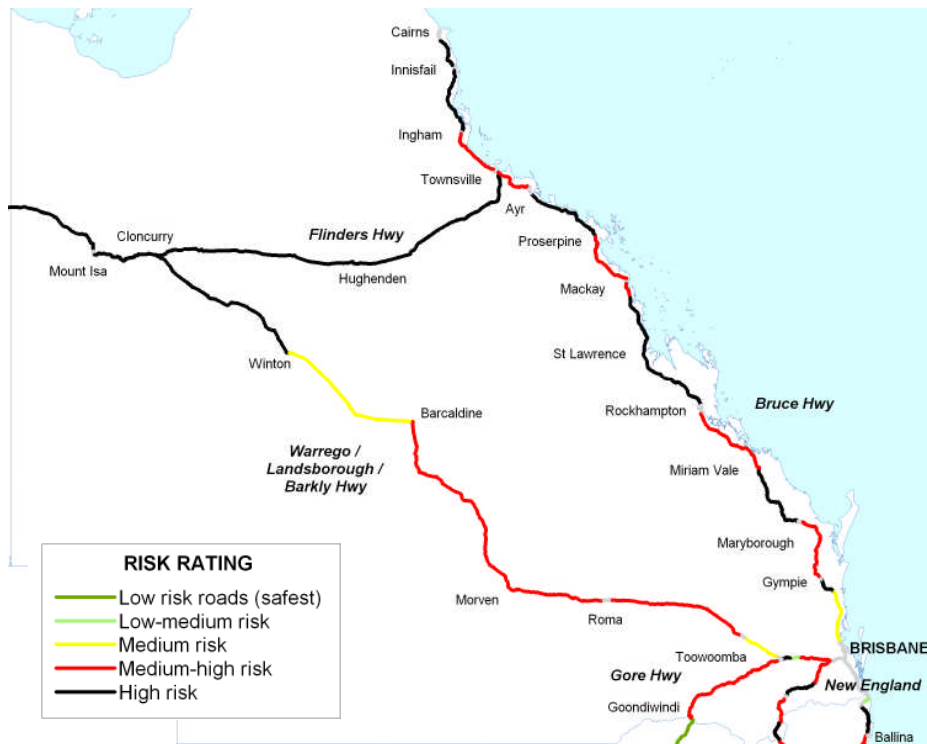 Cairns
Innisfail
Ingham
Townsville
Ayr
Cloncurry
Flinders Hwy
Proserpine
Mount Isa
Hughenden
Mackay
St Lawrence
Winton
Rockhampton
Bruce Hwy
Barcaldine
Warrego /
Landsborough /
Barkly Hwy
Miriam Vale
Maryborough
RISK RATING
Gympie
Low risk roads (safest)
Low-medium risk
Medium risk
Medium-high risk
High risk
Morven
Roma
Toowoomba
BRISBANE
Gore Hwy
New England
Goondiwindi
Ballina